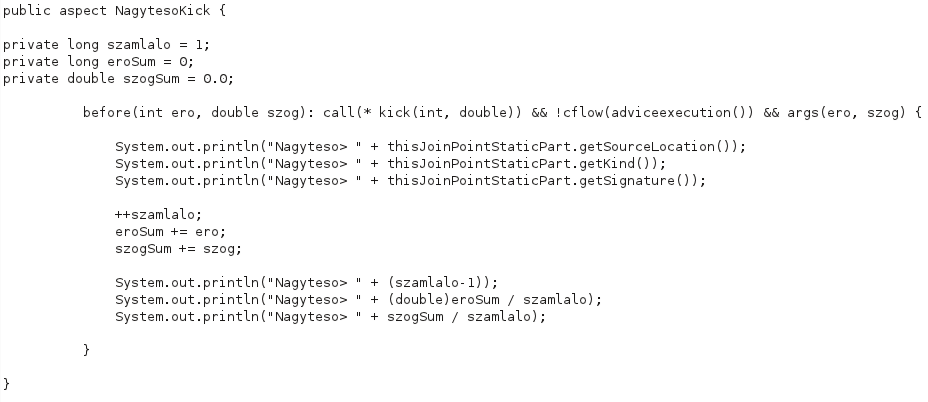 public aspect NagytesoKick {
private long szamlalo = 1;
private long eroSum = 0;
private double szogSum = 0.0;
before(int ero, double szog): call(* kick(int, double)) && !cflow(adviceexecution()) && args(ero, szog) {
System.out.println("Nagyteso> " + thisJoinPointStaticPart.getSourceLocation());
System.out.println("Nagyteso> " + thisJoinPointStaticPart.getKind());
System.out.println("Nagyteso> " + thisJoinPointStaticPart.getSignature());
++szamlalo;
eroSum += ero;
szogSum += szog;
System.out.println("Nagyteso> " + (szamlalo-1));
System.out.println("Nagyteso> " + (double)eroSum / szamlalo);
System.out.println("Nagyteso> " + szogSum / szamlalo);
}
}